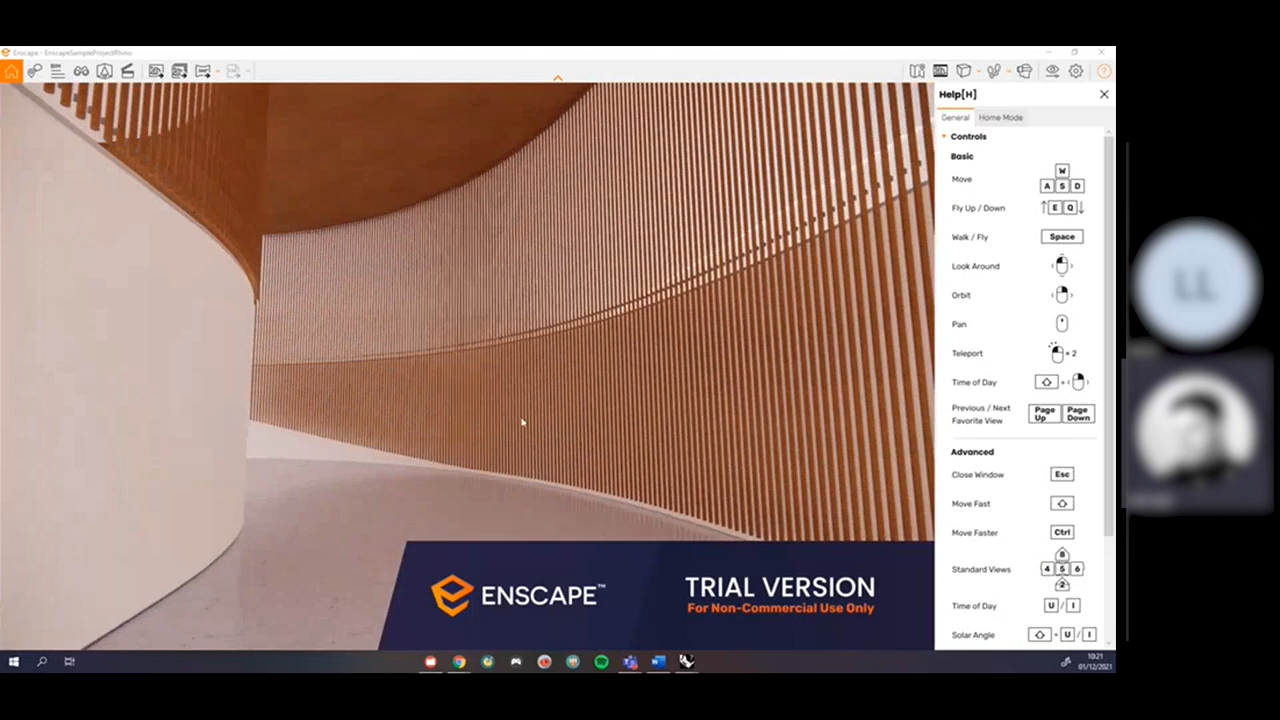 Enscape - EnscapeSampleProjectRhino
Help[H]
General Home Mode
Controls
Basic
Move
W
A S D
Fly Up / Down
E Q
Walk / Fly
Space
Look Around
Orbit
Pan
Teleport
× 2
Time of Day
+
Previous / Next
Favorite View
Page Up
Page Down
Advanced
Close Window
Esc
Move Fast
Move Faster
Ctrl
Standard Views
8
4 5 6
2
Time of Day
U / I
Solar Angle
+ U / I
ENSCAPE™
TRIAL VERSION
For Non-Commercial Use Only
10:21
01/12/2021
LL